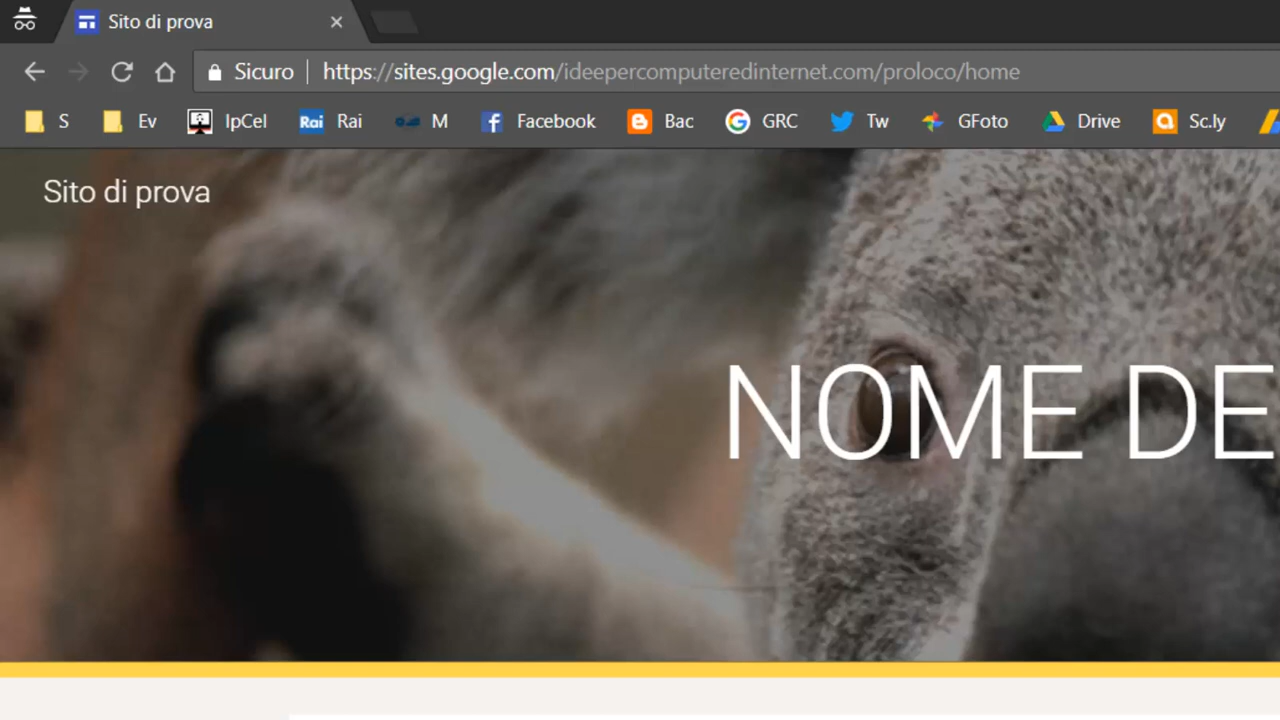 Sito di prova
Sicuro https://sites.google.com/ideepercomputeredinternet.com/proloco/home
S Ev IpCel Rai Rai M Facebook Bac GRC Tw GFoto Drive Sc.ly
Sito di prova
NOME DE